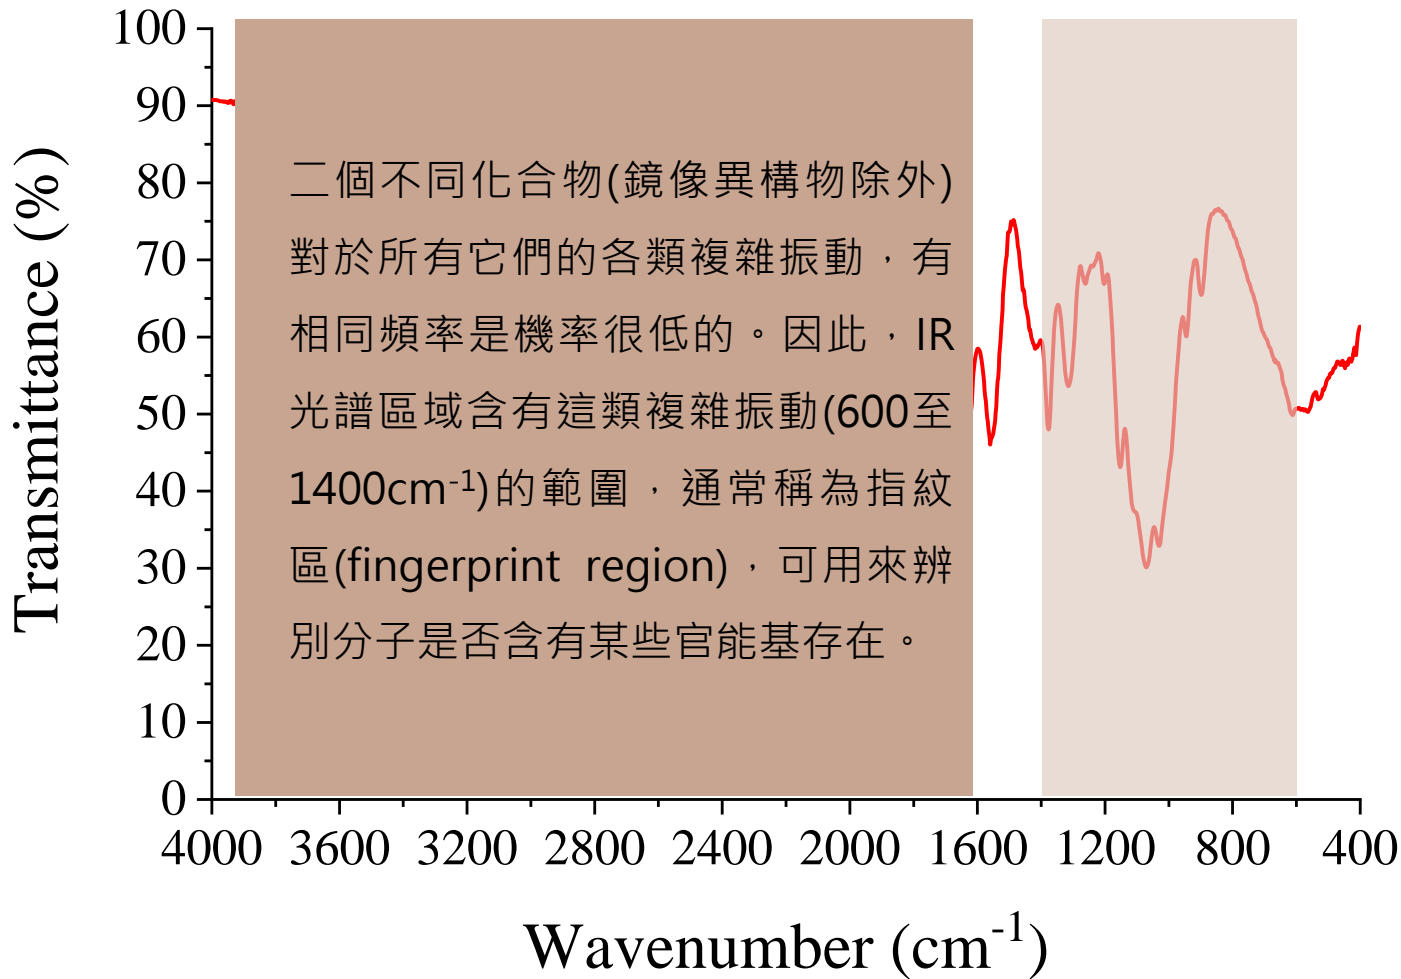 100
90
80
70
60
50
40
30
20
10
0
Transmittance (%)
二個不同化合物(鏡像異構物除外)
對於所有它們的各類複雜振動，有
相同頻率是機率很低的。因此，IR
光譜區域含有這類複雜振動(600至
1400cm⁻¹)的範圍，通常稱為指紋
區(fingerprint region)，可用來辨
別分子是否含有某些官能基存在。
4000 3600 3200 2800 2400 2000 1600 1200 800 400
Wavenumber (cm⁻¹)